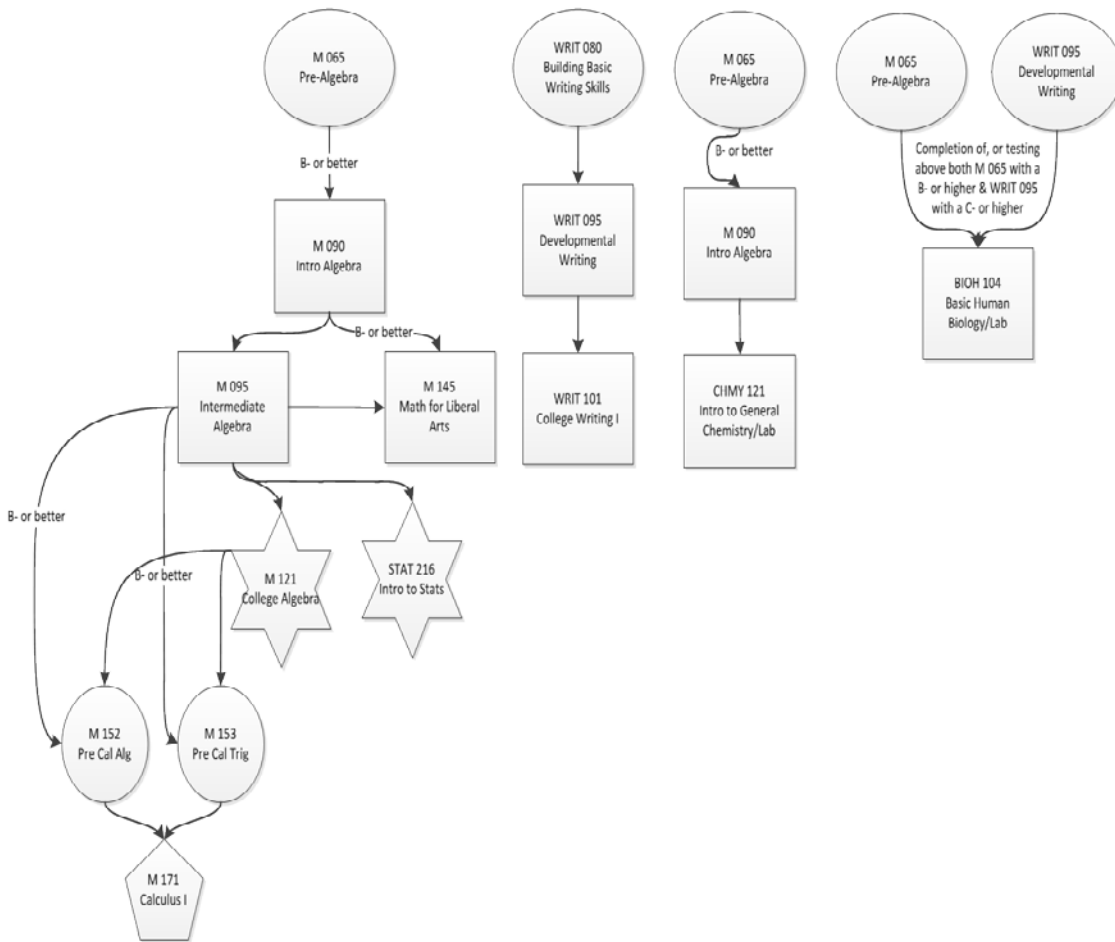 M 065
Pre-Algebra
WRIT 080
Building Basic
Writing Skills
M 065
Pre-Algebra
M 065
Pre-Algebra
WRIT 095
Developmental
Writing
B- or better
B- or better
Completion of, or testing
above both M 065 with a
B- or higher & WRIT 095
with a C- or higher
M 090
Intro Algebra
WRIT 095
Developmental
Writing
M 090
Intro Algebra
BIOH 104
Basic Human
Biology/Lab
B- or better
M 095
Intermediate
Algebra
M 145
Math for Liberal
Arts
WRIT 101
College Writing I
CHMY 121
Intro to General
Chemistry/Lab
B- or better
B- or better
M 121
College Algebra
STAT 216
Intro to Stats
M 152
Pre Cal Alg
M 153
Pre Cal Trig
M 171
Calculus I